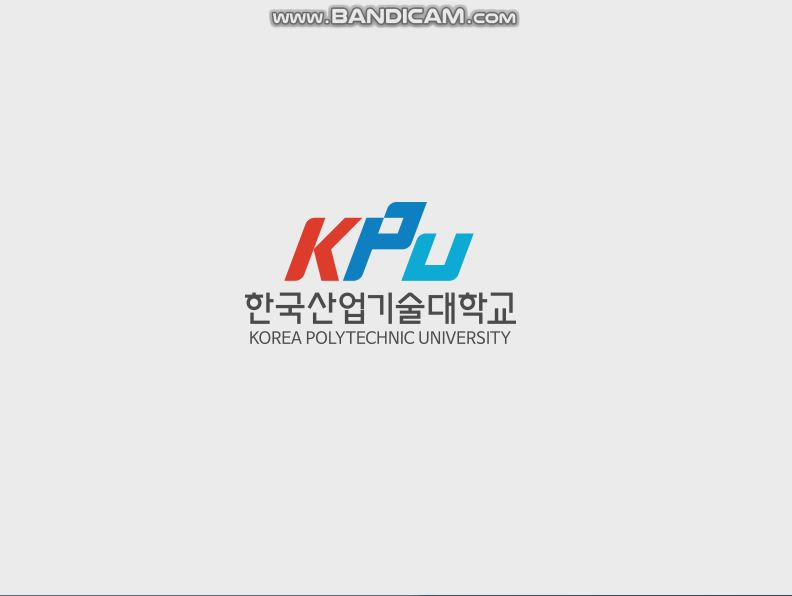 www.BANDICAM.com
KPU
한국산업기술대학교
KOREA POLYTECHNIC UNIVERSITY